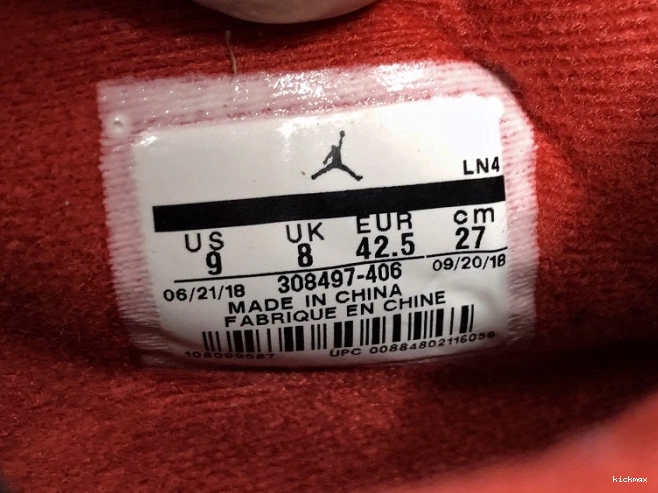 LN4
US UK EUR cm
9 8 42.5 27
06/21/18 308497-406 09/20/18
MADE IN CHINA
FABRIQUE EN CHINE
UPC 00884802116059
kickmax